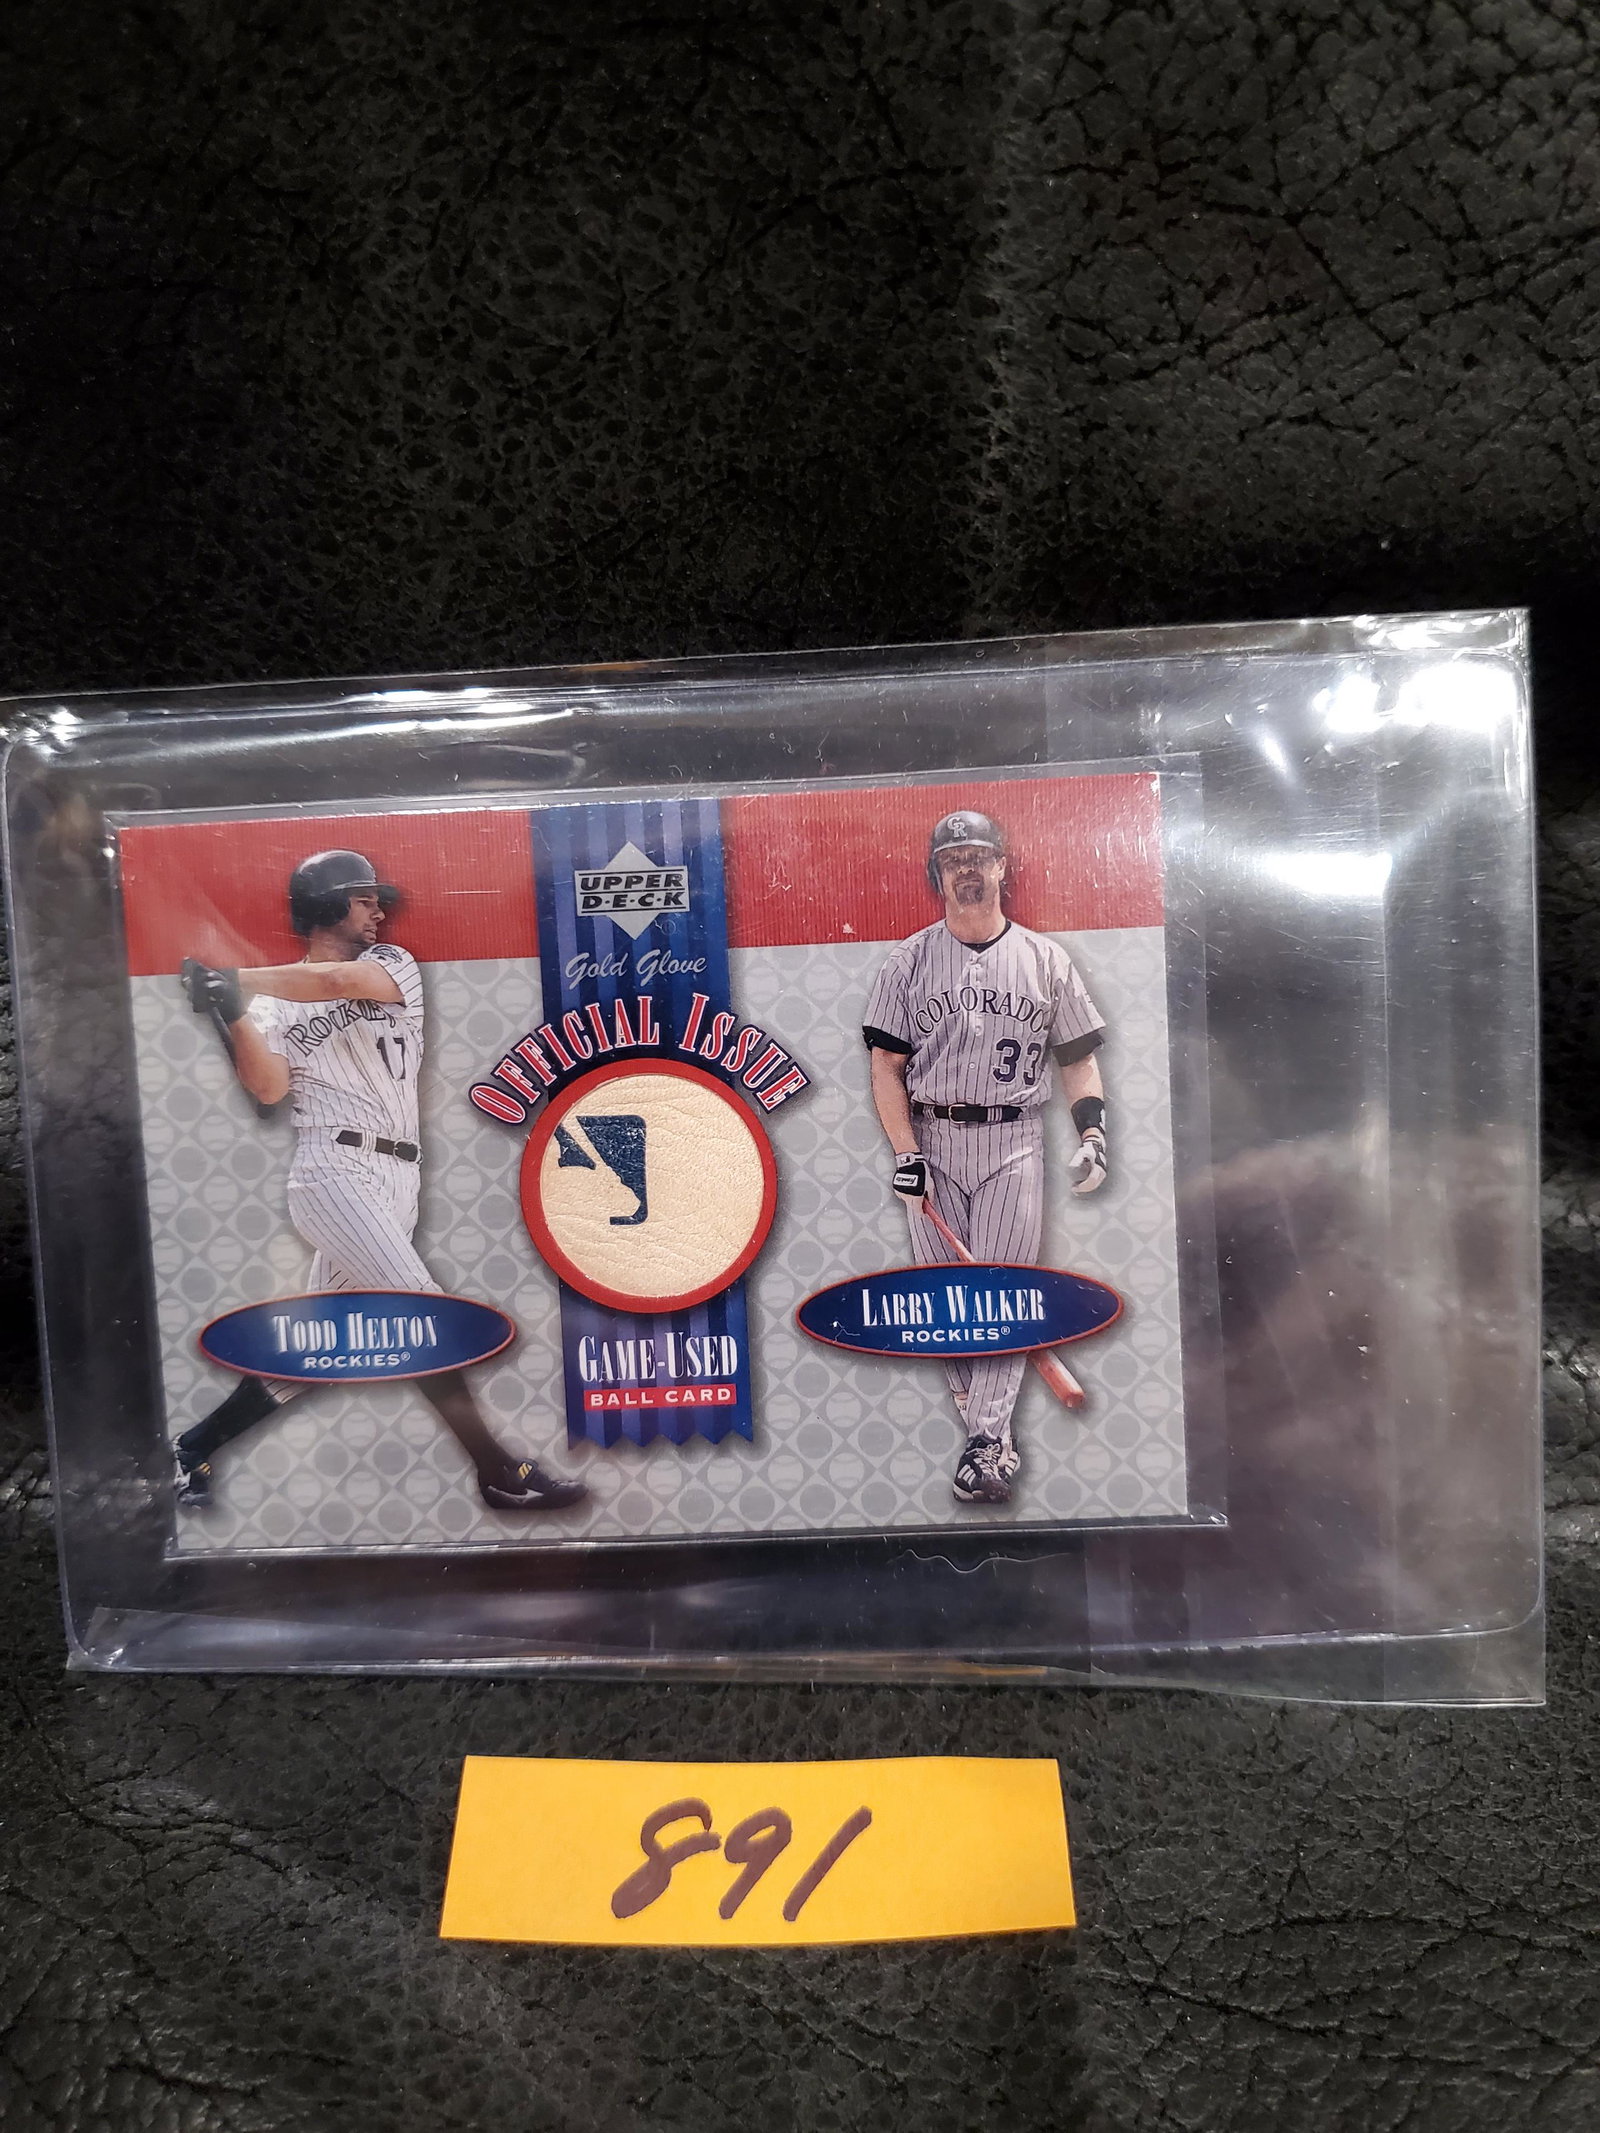 UPPER
D·E·C·K
Gold Glove
OFFICIAL ISSUE
CR
ROCKIES
17
COLORADO
33
TODD HELTON
ROCKIES®
LARRY WALKER
ROCKIES®
GAME-USED
BALL CARD
891